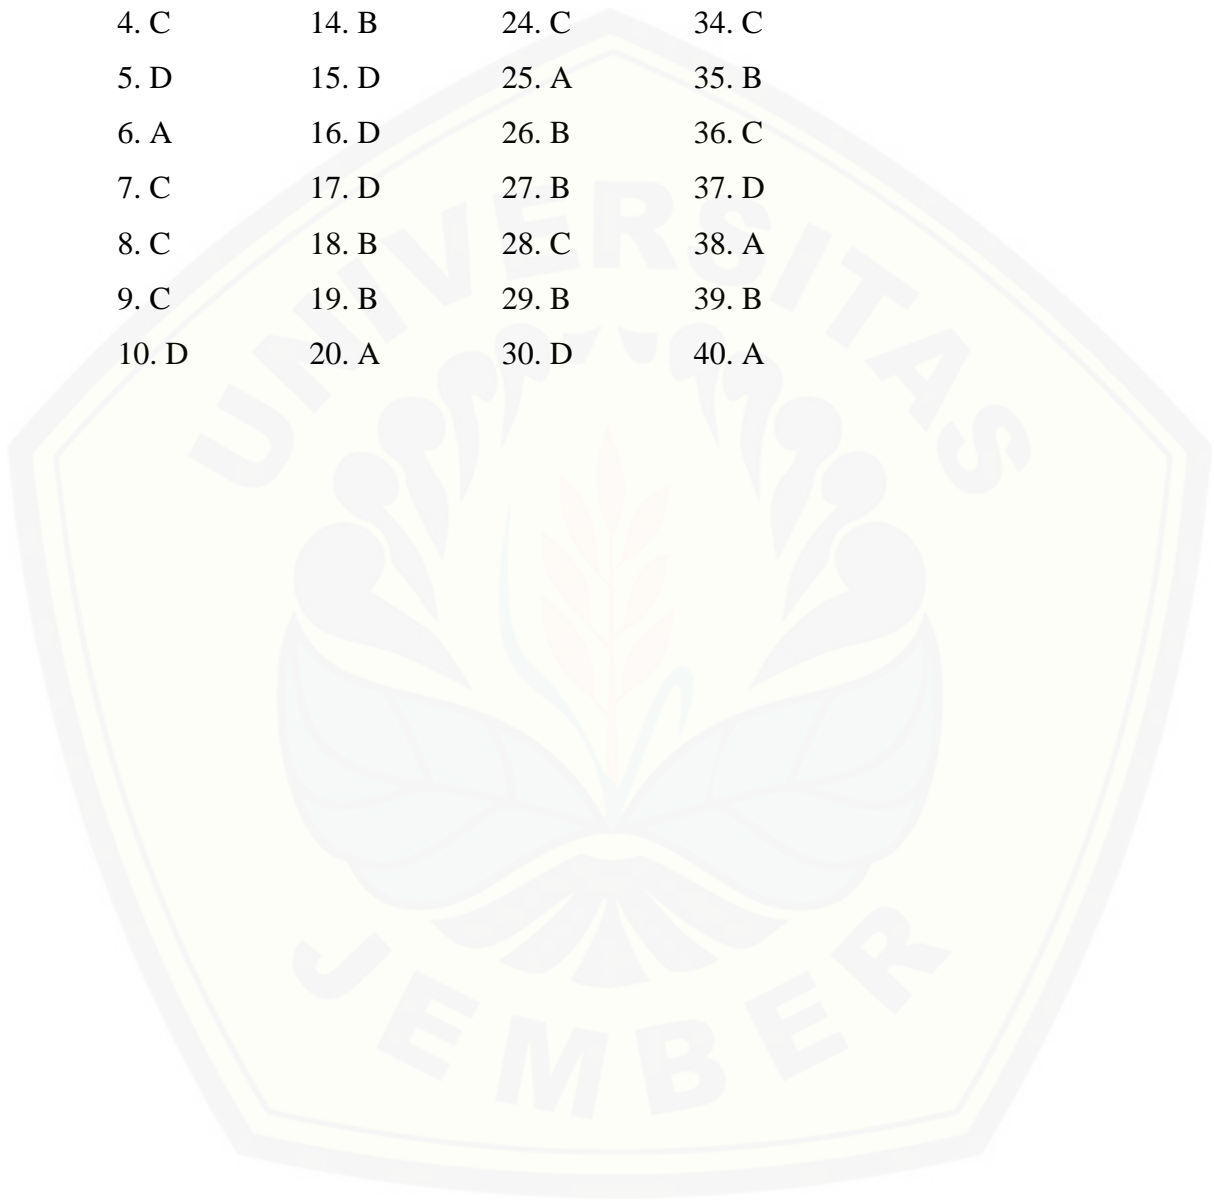 4. C 14. B 24. C 34. C
5. D 15. D 25. A 35. B
6. A 16. D 26. B 36. C
7. C 17. D 27. B 37. D
8. C 18. B 28. C 38. A
9. C 19. B 29. B 39. B
10. D 20. A 30. D 40. A
UNIVERSITAS
JEMBER